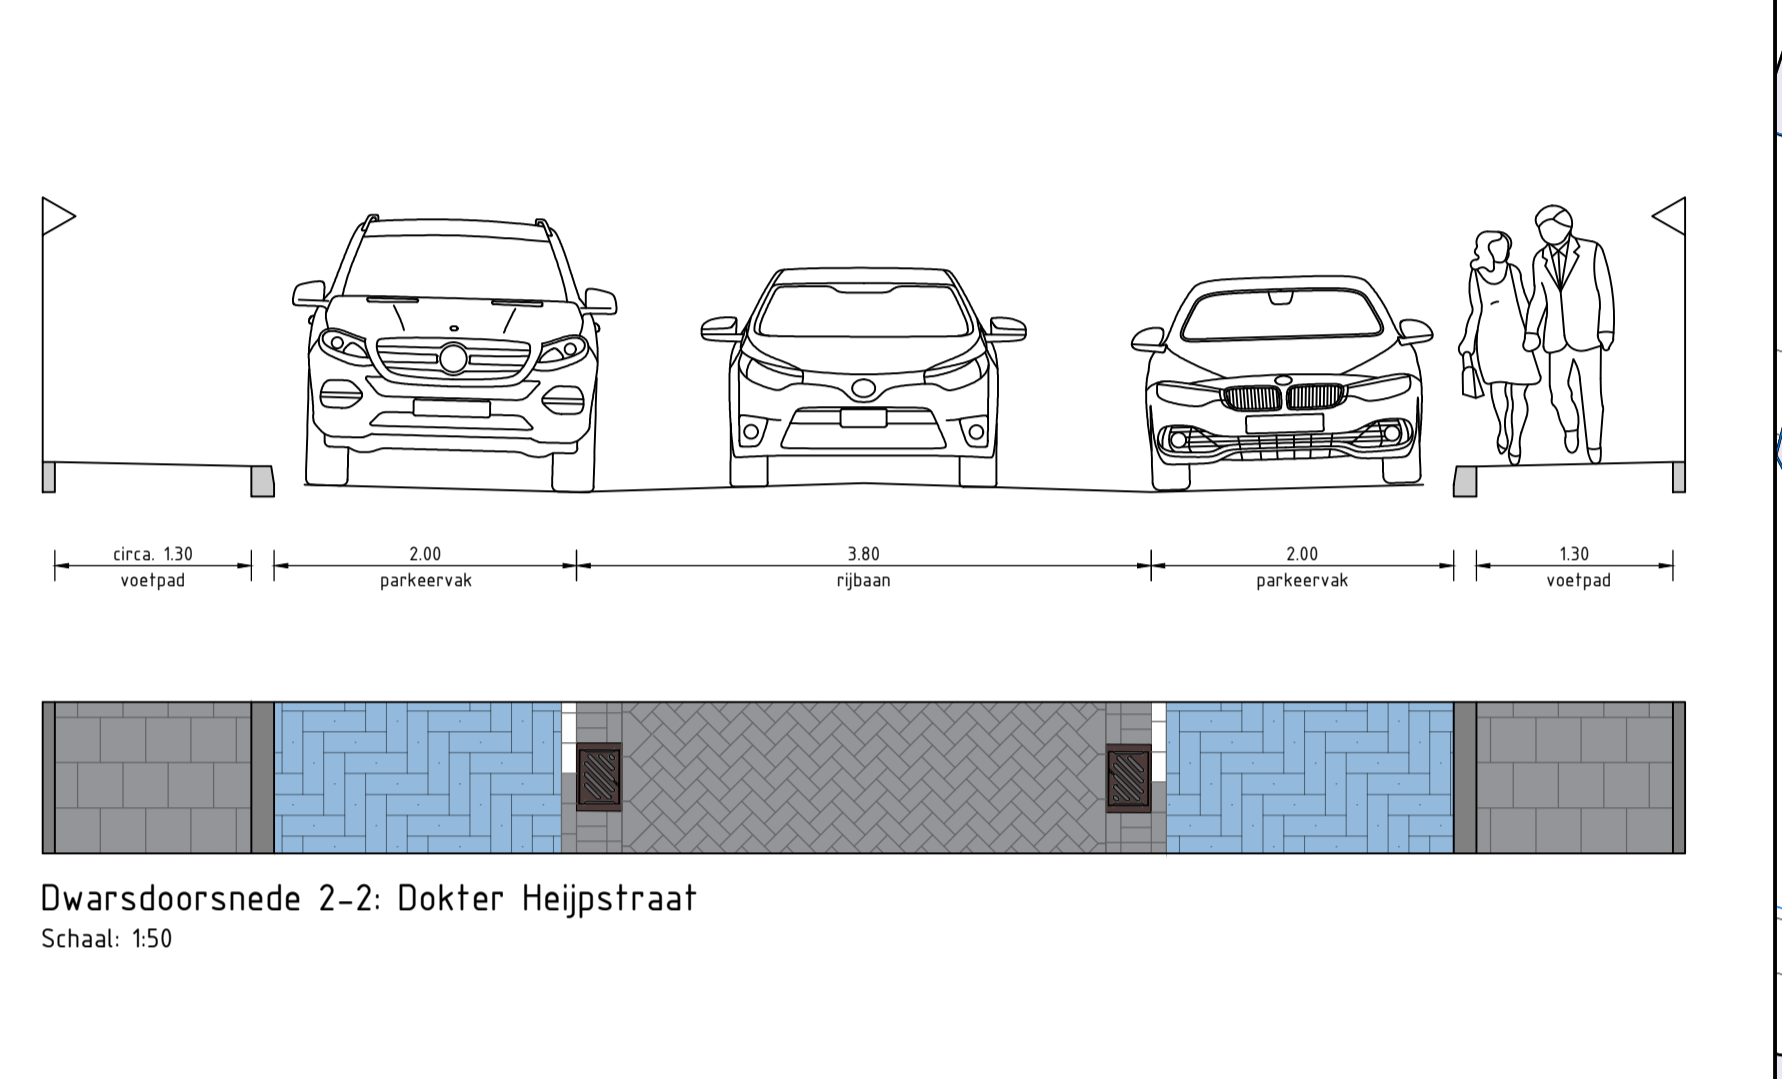 circa. 1.30
voetpad
2.00
parkeervak
3.80
rijbaan
2.00
parkeervak
1.30
voetpad
Dwarsdoorsnede 2-2: Dokter Heijpstraat
Schaal: 1:50